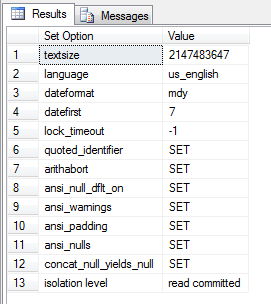 Results Messages
Set Option Value
1 textsize 2147483647
2 language us_english
3 dateformat mdy
4 datefirst 7
5 lock_timeout -1
6 quoted_identifier SET
7 arithabort SET
8 ansi_null_dflt_on SET
9 ansi_warnings SET
10 ansi_padding SET
11 ansi_nulls SET
12 concat_null_yields_null SET
13 isolation level read committed